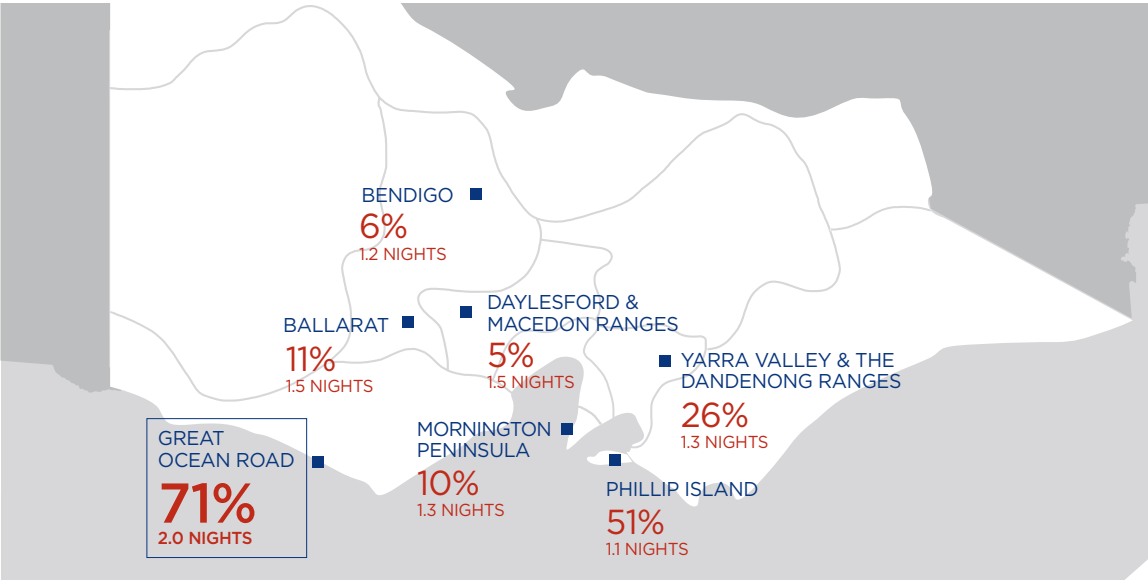 BENDIGO
6%
1.2 NIGHTS
DAYLESFORD &
MACEDON RANGES
5%
1.5 NIGHTS
BALLARAT
11%
1.5 NIGHTS
YARRA VALLEY & THE
DANDENONG RANGES
26%
1.3 NIGHTS
GREAT
OCEAN ROAD
71%
2.0 NIGHTS
MORNINGTON
PENINSULA
10%
1.3 NIGHTS
PHILLIP ISLAND
51%
1.1 NIGHTS